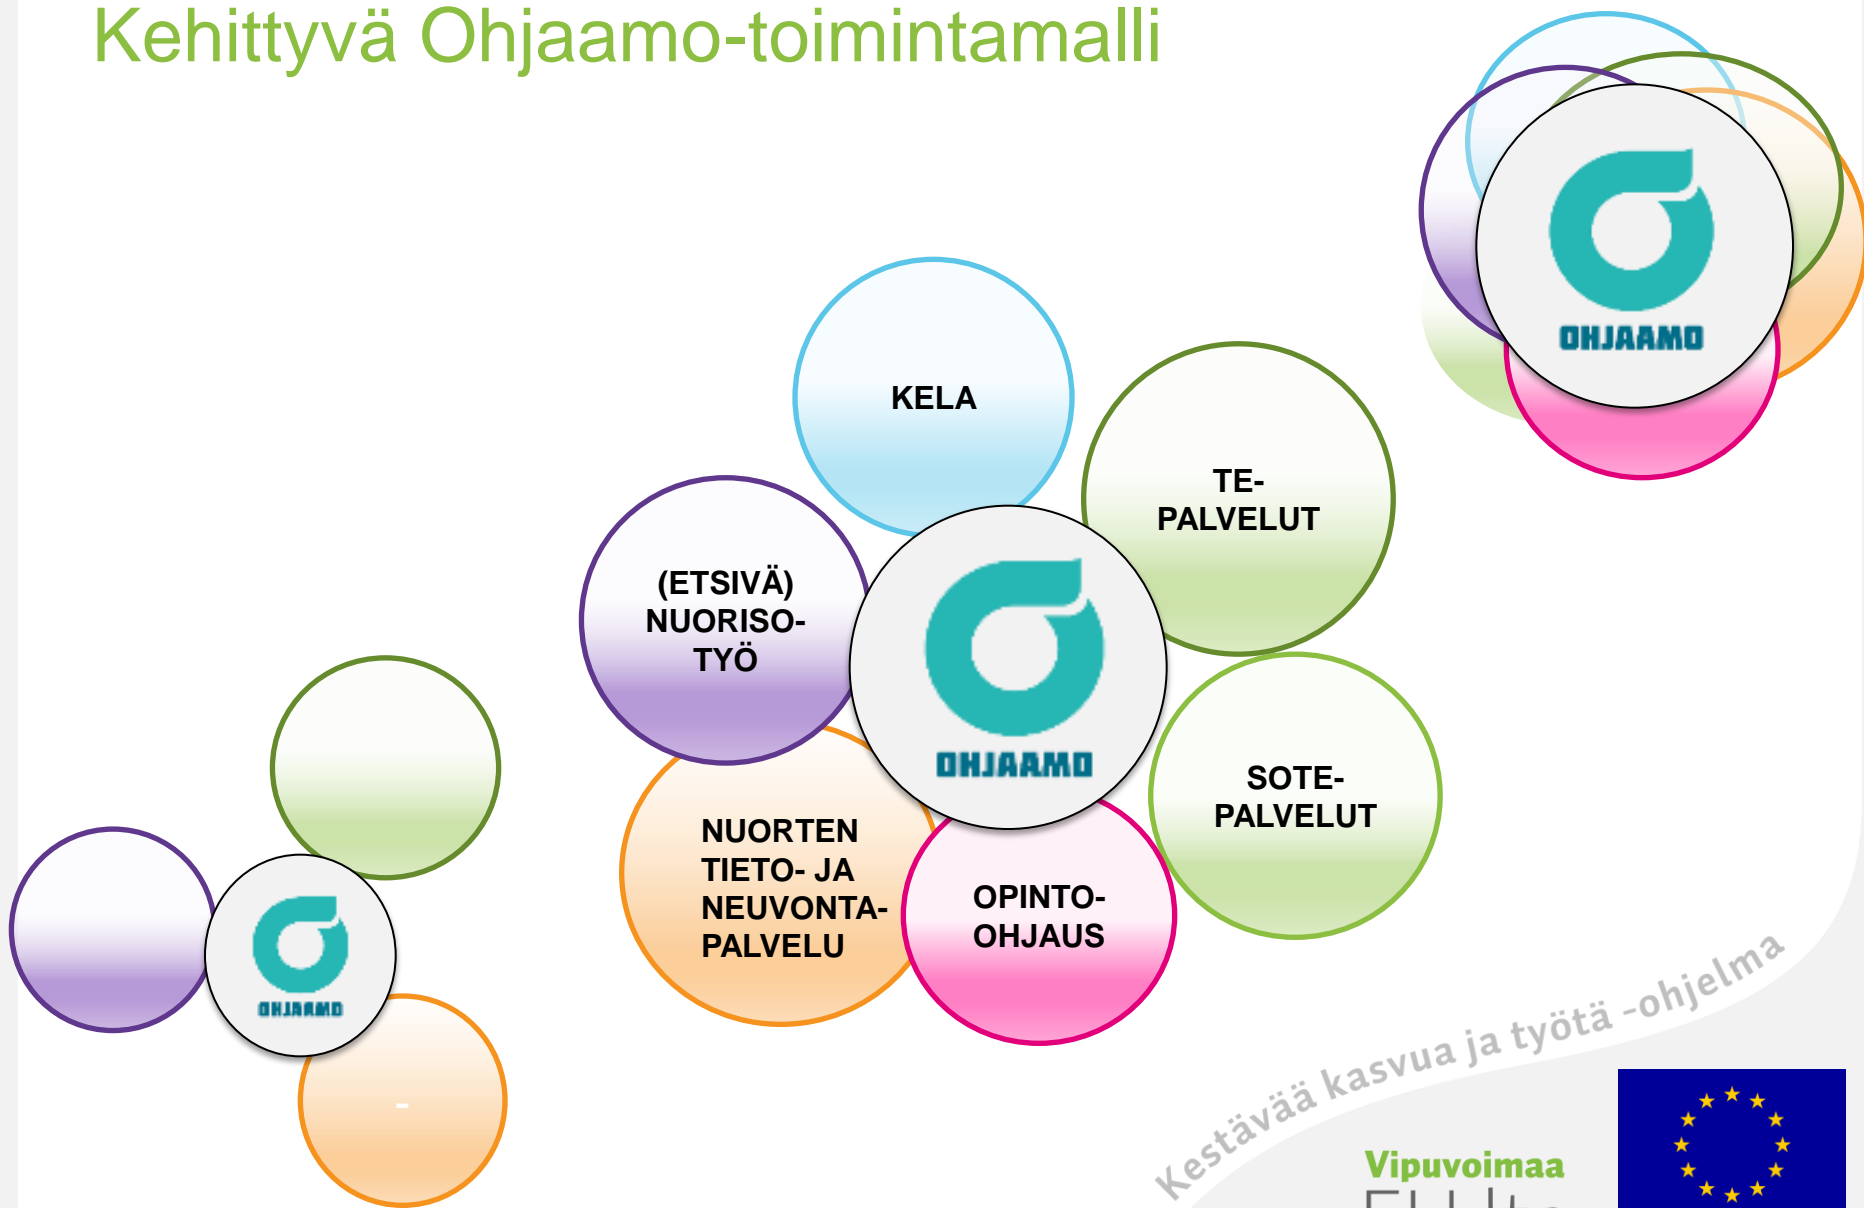 Kehittyvä Ohjaamo-toimintamalli
OHJAAMO
KELA
TE-
PALVELUT
(ETSIVÄ)
NUORISO-
TYÖ
OHJAAMO
SOTE-
PALVELUT
NUORTEN
TIETO- JA
NEUVONTA-
PALVELU
OPINTO-
OHJAUS
OHJAAMO
-
Kestävää kasvua ja työtä -ohjelma
Vipuvoimaa